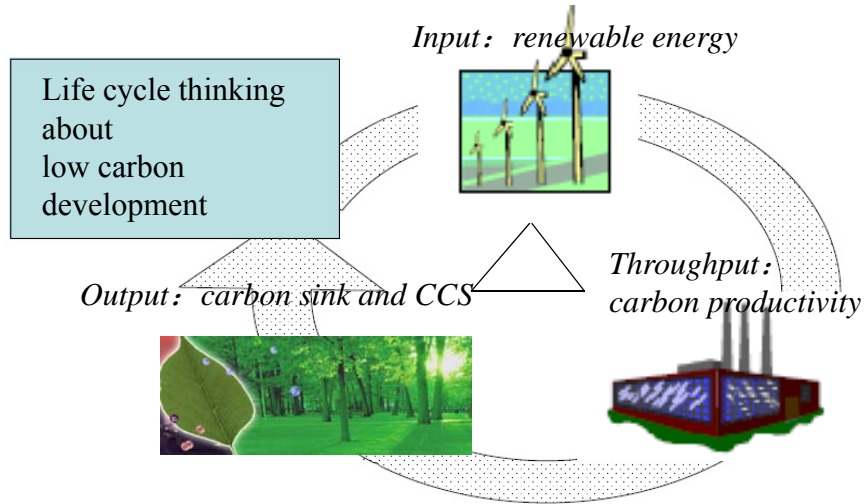 Input：renewable energy
Life cycle thinking
about
low carbon
development
Throughput：
carbon productivity
Output：carbon sink and CCS